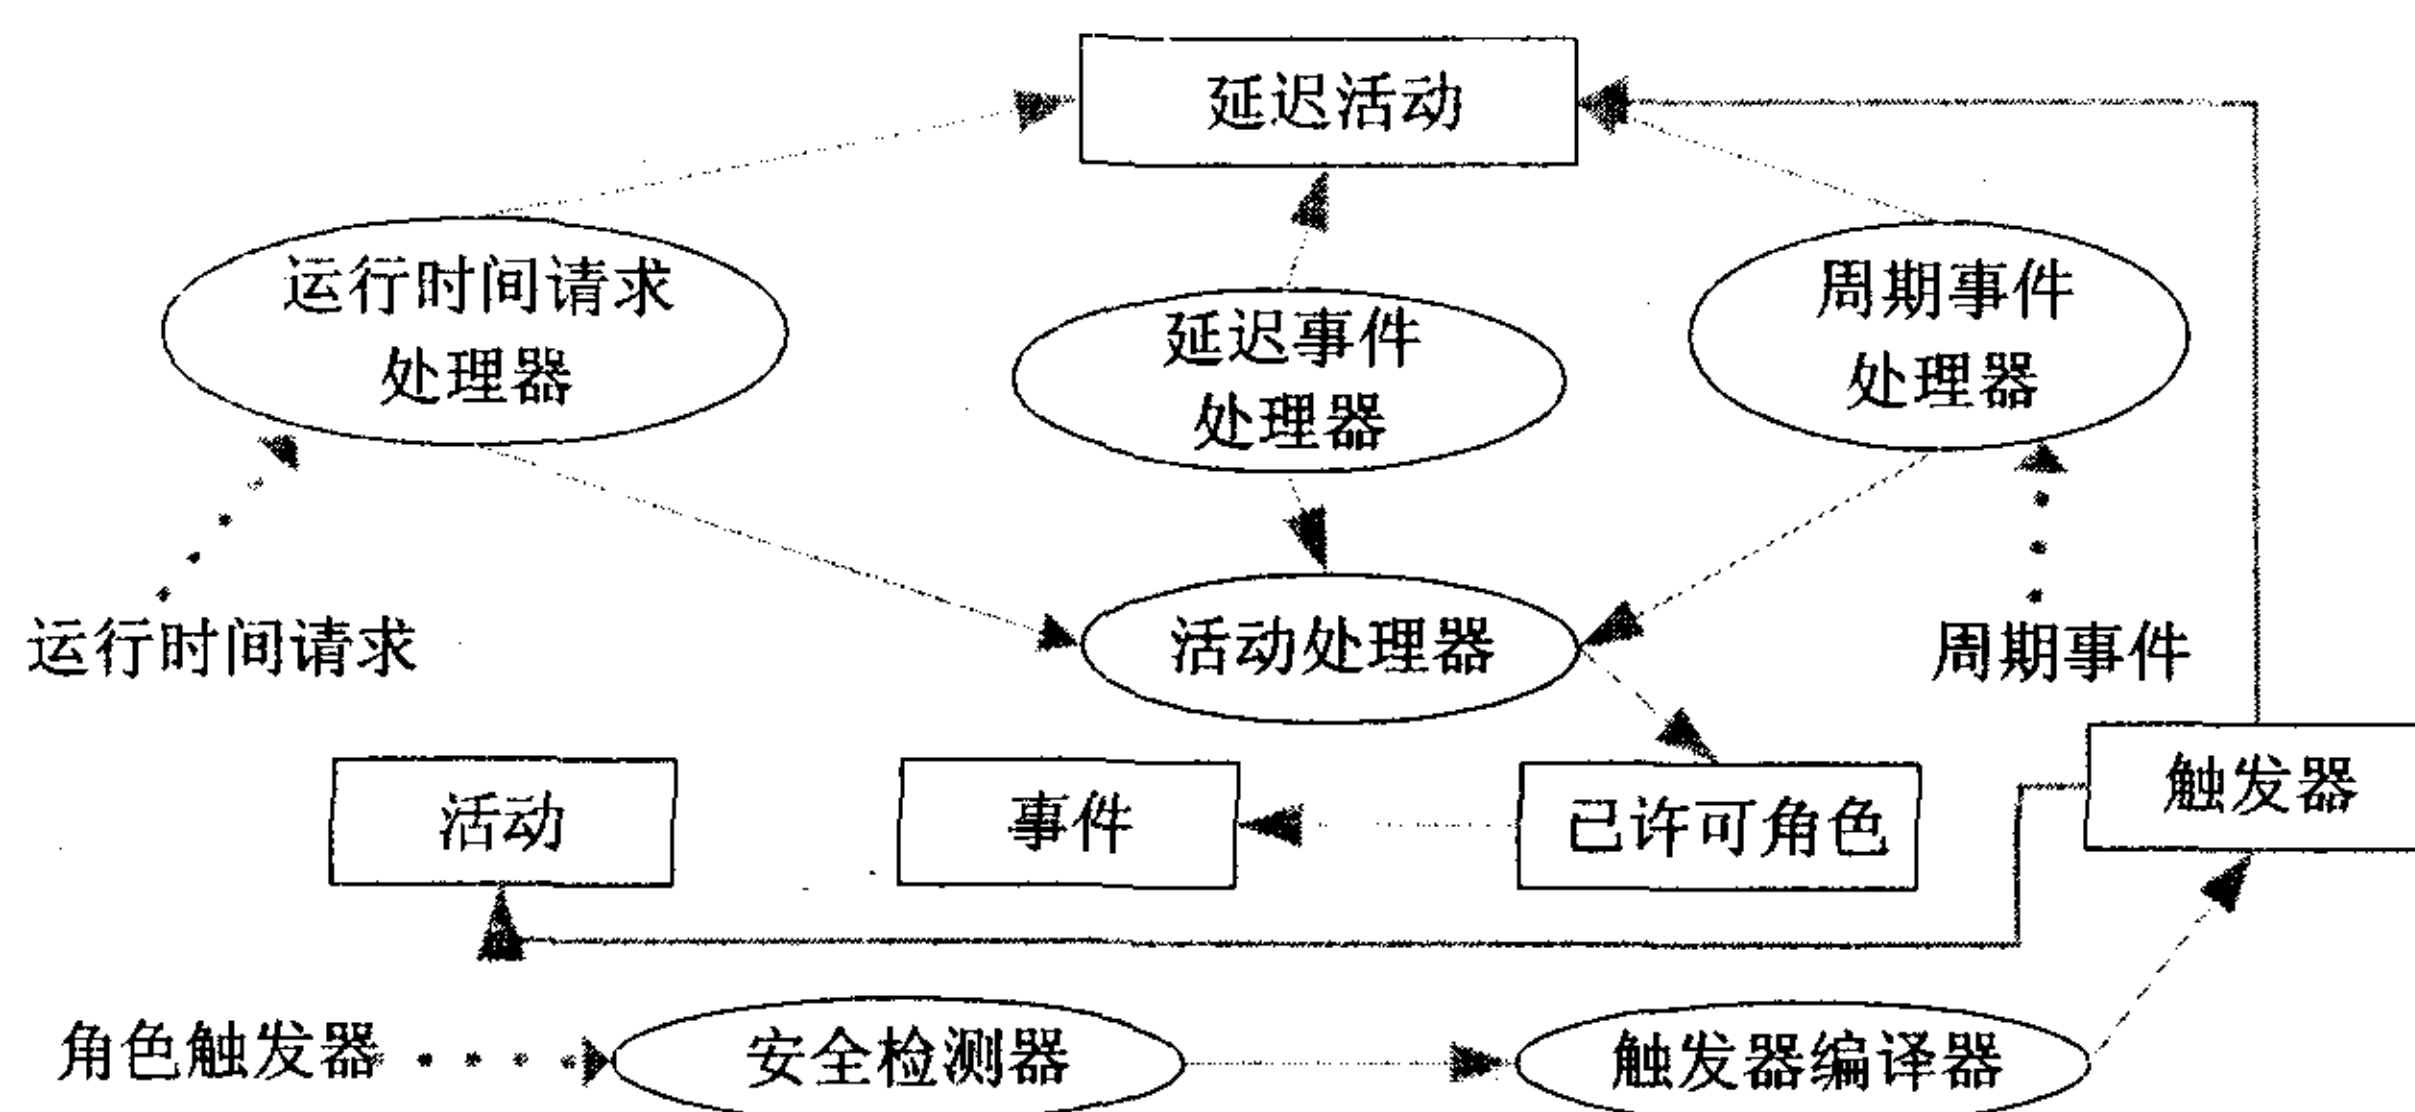 延迟活动
运行时间请求
处理器
延迟事件
处理器
周期事件
处理器
运行时间请求
活动处理器
周期事件
活动
事件
已许可角色
触发器
角色触发器
安全检测器
触发器编译器